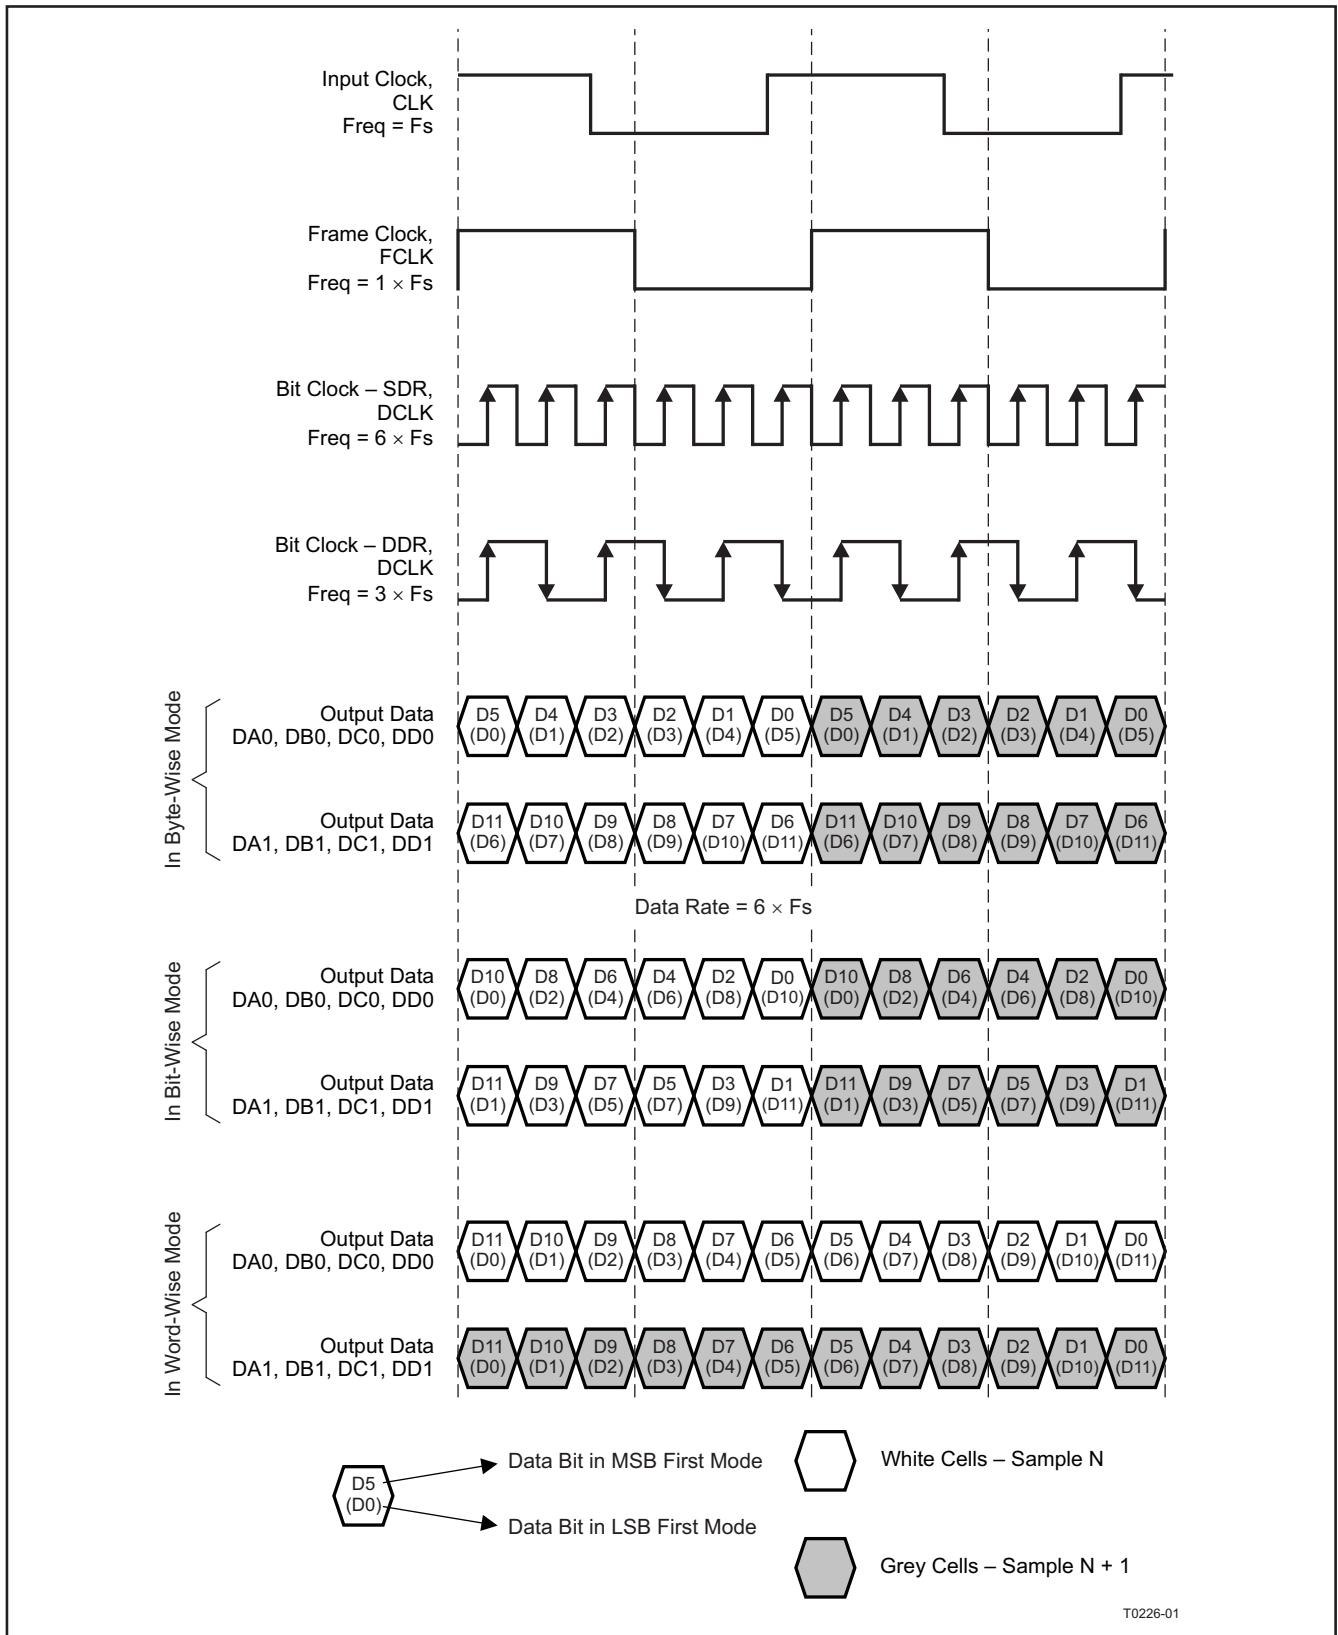 Input Clock,
CLK
Freq = Fs
Frame Clock,
FCLK
Freq = 1 × Fs
Bit Clock – SDR,
DCLK
Freq = 6 × Fs
Bit Clock – DDR,
DCLK
Freq = 3 × Fs
In Byte-Wise Mode
Output Data
DA0, DB0, DC0, DD0
D5 D4 D3 D2 D1 D0 D5 D4 D3 D2 D1 D0
(D0) (D1) (D2) (D3) (D4) (D5) (D0) (D1) (D2) (D3) (D4) (D5)
Output Data
DA1, DB1, DC1, DD1
D11 D10 D9 D8 D7 D6 D11 D10 D9 D8 D7 D6
(D6) (D7) (D8) (D9) (D10) (D11) (D6) (D7) (D8) (D9) (D10) (D11)
Data Rate = 6 × Fs
In Bit-Wise Mode
Output Data
DA0, DB0, DC0, DD0
D10 D8 D6 D4 D2 D0 D10 D8 D6 D4 D2 D0
(D0) (D2) (D4) (D6) (D8) (D10) (D0) (D2) (D4) (D6) (D8) (D10)
Output Data
DA1, DB1, DC1, DD1
D11 D9 D7 D5 D3 D1 D11 D9 D7 D5 D3 D1
(D1) (D3) (D5) (D7) (D9) (D11) (D1) (D3) (D5) (D7) (D9) (D11)
In Word-Wise Mode
Output Data
DA0, DB0, DC0, DD0
D11 D10 D9 D8 D7 D6 D5 D4 D3 D2 D1 D0
(D0) (D1) (D2) (D3) (D4) (D5) (D6) (D7) (D8) (D9) (D10) (D11)
Output Data
DA1, DB1, DC1, DD1
D11 D10 D9 D8 D7 D6 D5 D4 D3 D2 D1 D0
(D0) (D1) (D2) (D3) (D4) (D5) (D6) (D7) (D8) (D9) (D10) (D11)
D5
(D0)
Data Bit in MSB First Mode
Data Bit in LSB First Mode
White Cells – Sample N
Grey Cells – Sample N + 1
T0226-01